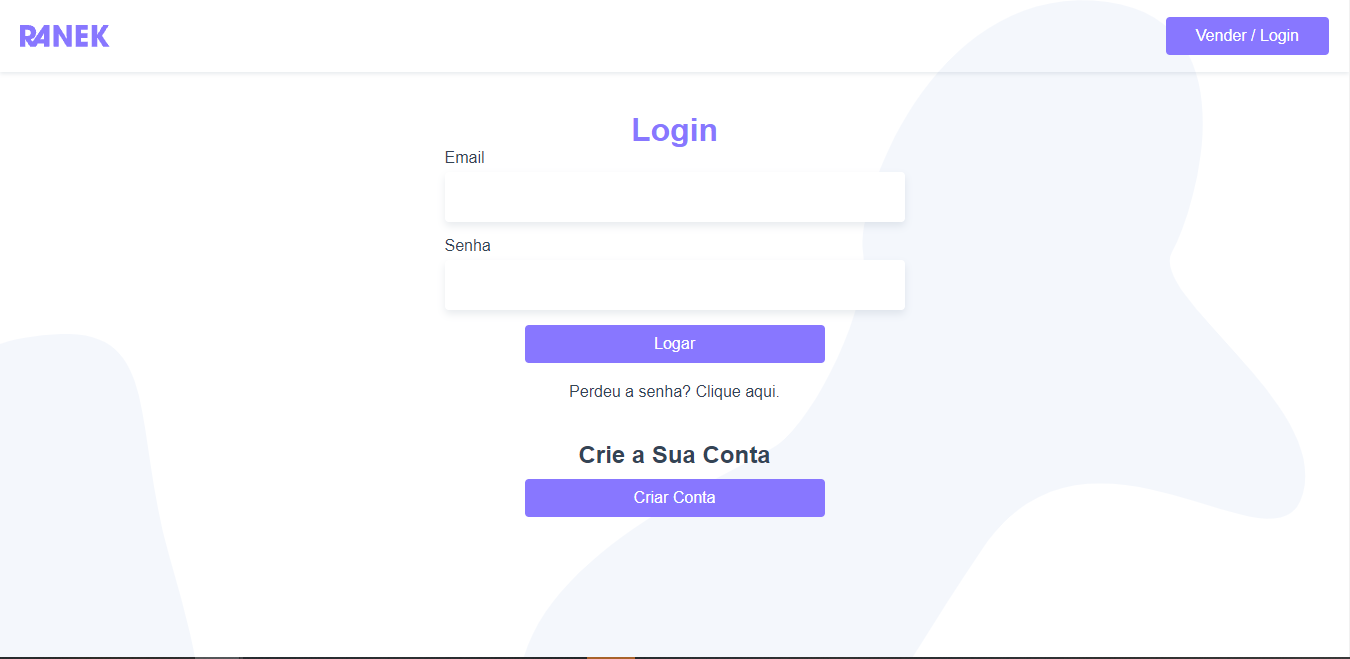 RANEK
Vender / Login
Login
Email
Senha
Logar
Perdeu a senha? Clique aqui.
Crie a Sua Conta
Criar Conta